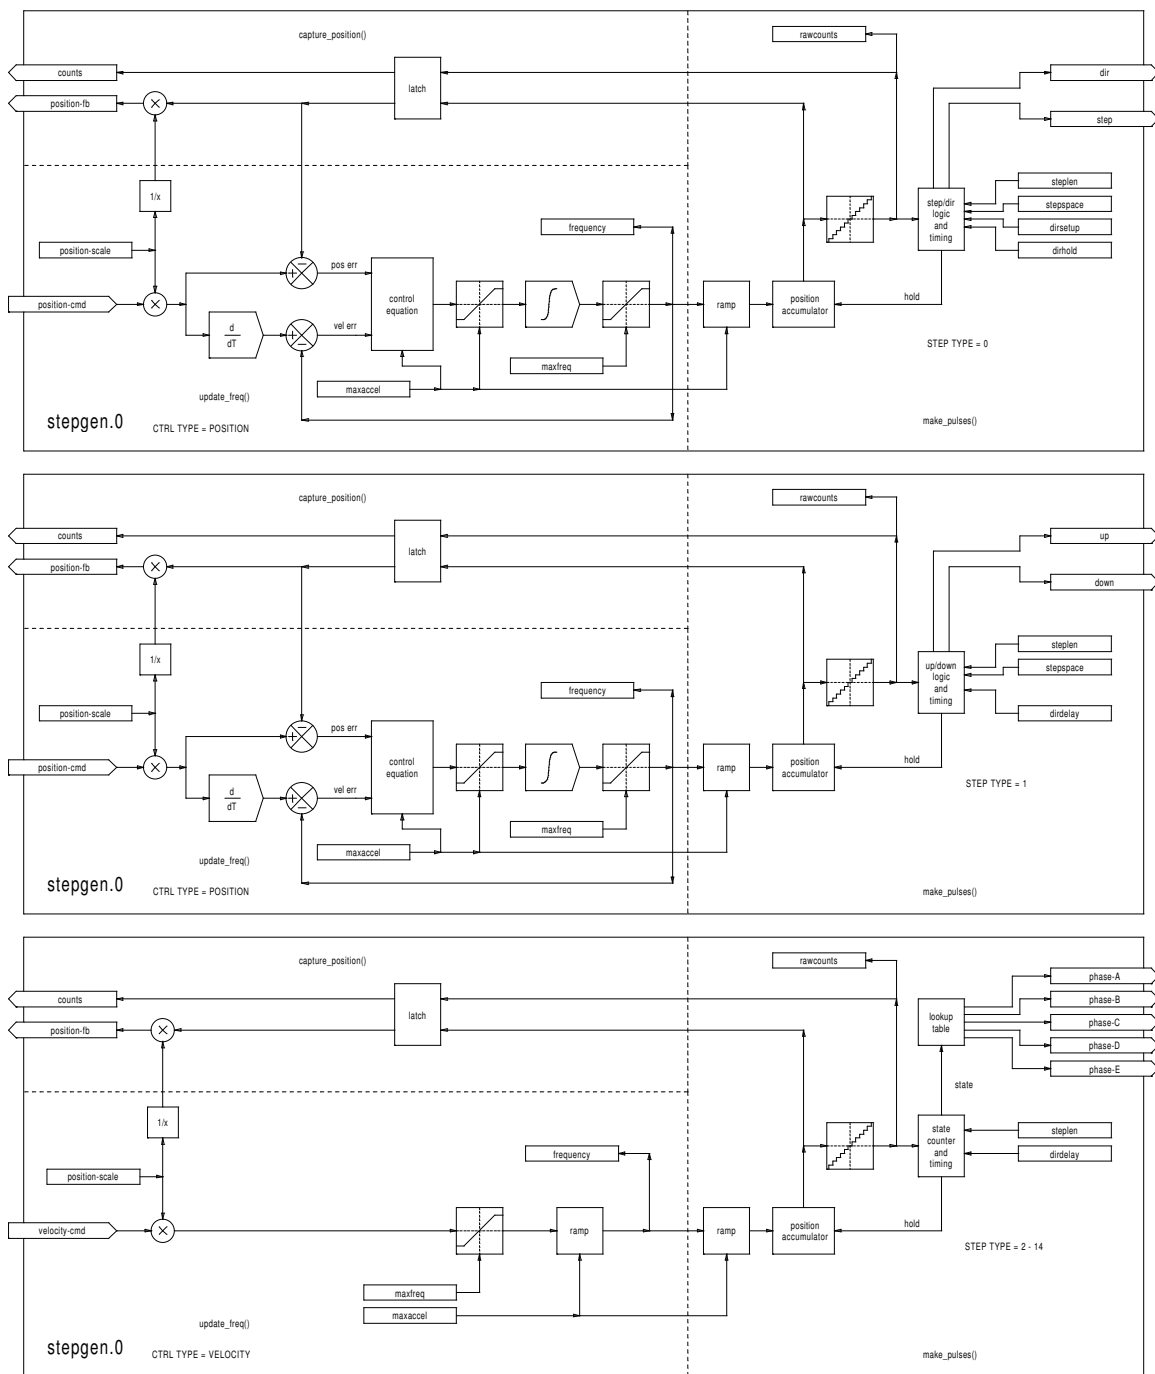 capture_position()
rawcounts
counts
latch
dir
position-fb
×
step
1/x
steplen
step/dir
logic
and
timing
stepspace
frequency
dirsetup
position-scale
dirhold
pos err
position-cmd
×
control
equation
ramp
position
accumulator
hold
d
dT
vel err
STEP TYPE = 0
maxfreq
maxaccel
update_freq()
stepgen.0
CTRL TYPE = POSITION
make_pulses()
capture_position()
rawcounts
counts
latch
up
position-fb
×
down
1/x
steplen
up/down
logic
and
timing
stepspace
frequency
position-scale
dirdelay
pos err
position-cmd
×
control
equation
ramp
position
accumulator
hold
d
dT
vel err
STEP TYPE = 1
maxfreq
maxaccel
update_freq()
stepgen.0
CTRL TYPE = POSITION
make_pulses()
capture_position()
rawcounts
phase-A
counts
latch
phase-B
lookup
table
position-fb
×
phase-C
phase-D
phase-E
state
1/x
state
counter
and
timing
steplen
frequency
dirdelay
position-scale
velocity-cmd
×
ramp
ramp
position
accumulator
hold
STEP TYPE = 2 - 14
maxfreq
maxaccel
update_freq()
stepgen.0
CTRL TYPE = VELOCITY
make_pulses()